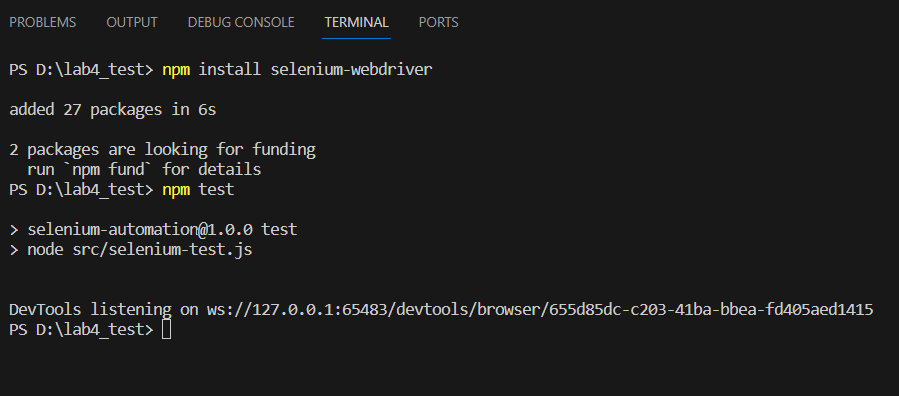 PROBLEMS OUTPUT DEBUG CONSOLE TERMINAL PORTS
PS D:\lab4_test> npm install selenium-webdriver
added 27 packages in 6s
2 packages are looking for funding
  run `npm fund` for details
PS D:\lab4_test> npm test
> selenium-automation@1.0.0 test
> node src/selenium-test.js
DevTools listening on ws://127.0.0.1:65483/devtools/browser/655d85dc-c203-41ba-bbea-fd405aed1415
PS D:\lab4_test>